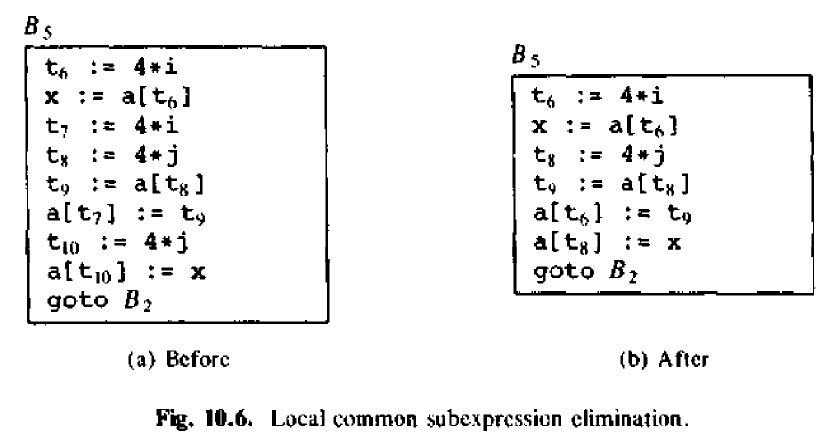 B₅
t₆ := 4*i
x := a[t₆]
t₇ := 4*i
t₈ := 4*j
t₉ := a[t₈]
a[t₇] := t₉
t₁₀ := 4*j
a[t₁₀] := x
goto B₂
(a) Before
B₅
t₆ := 4*i
x := a[t₆]
t₈ := 4*j
t₉ := a[t₈]
a[t₆] := t₉
a[t₈] := x
goto B₂
(b) After
Fig. 10.6. Local common subexpression elimination.